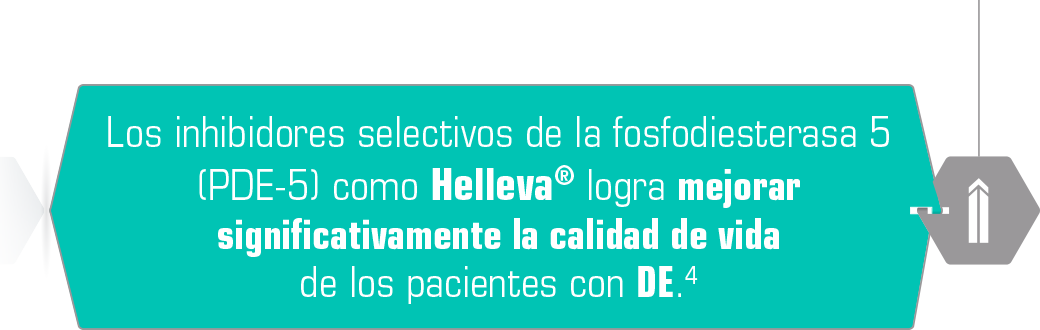 Los inhibidores selectivos de la fosfodiesterasa 5
(PDE-5) como Helleva® logra mejorar
significativamente la calidad de vida
de los pacientes con DE.⁴